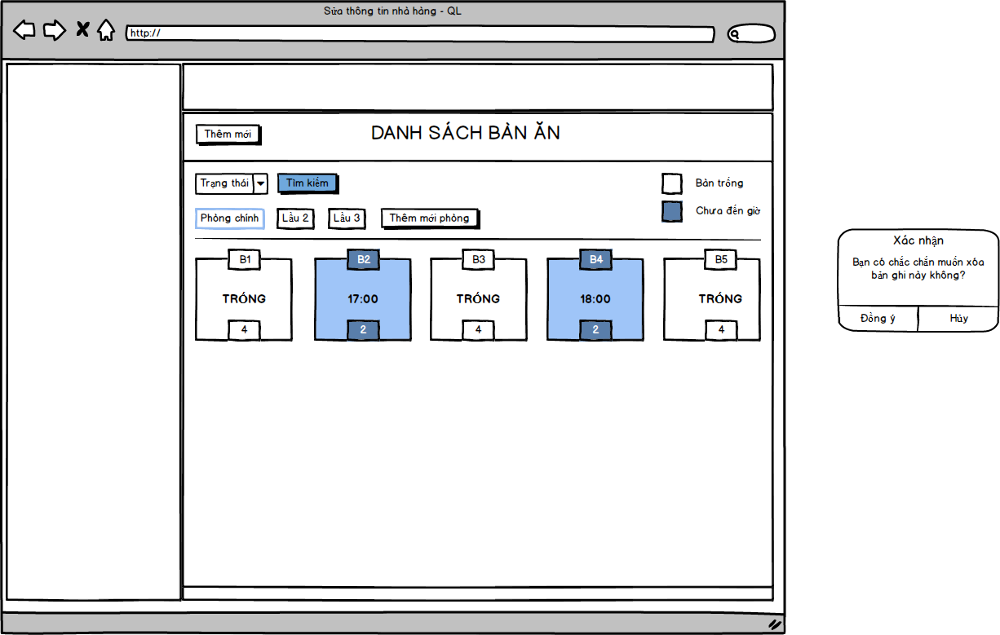 Sửa thông tin nhà hàng - QL
http://
Thêm mới
DANH SÁCH BÀN ĂN
Trạng thái
Tìm kiếm
Bàn trống
Chưa đến giờ
Phòng chính
Lầu 2
Lầu 3
Thêm mới phòng
B1
B2
B3
B4
B5
TRỐNG
17:00
TRỐNG
18:00
TRỐNG
4
2
4
2
4
Xác nhận
Bạn có chắc chắn muốn xóa
bản ghi này không?
Đồng ý
Hủy